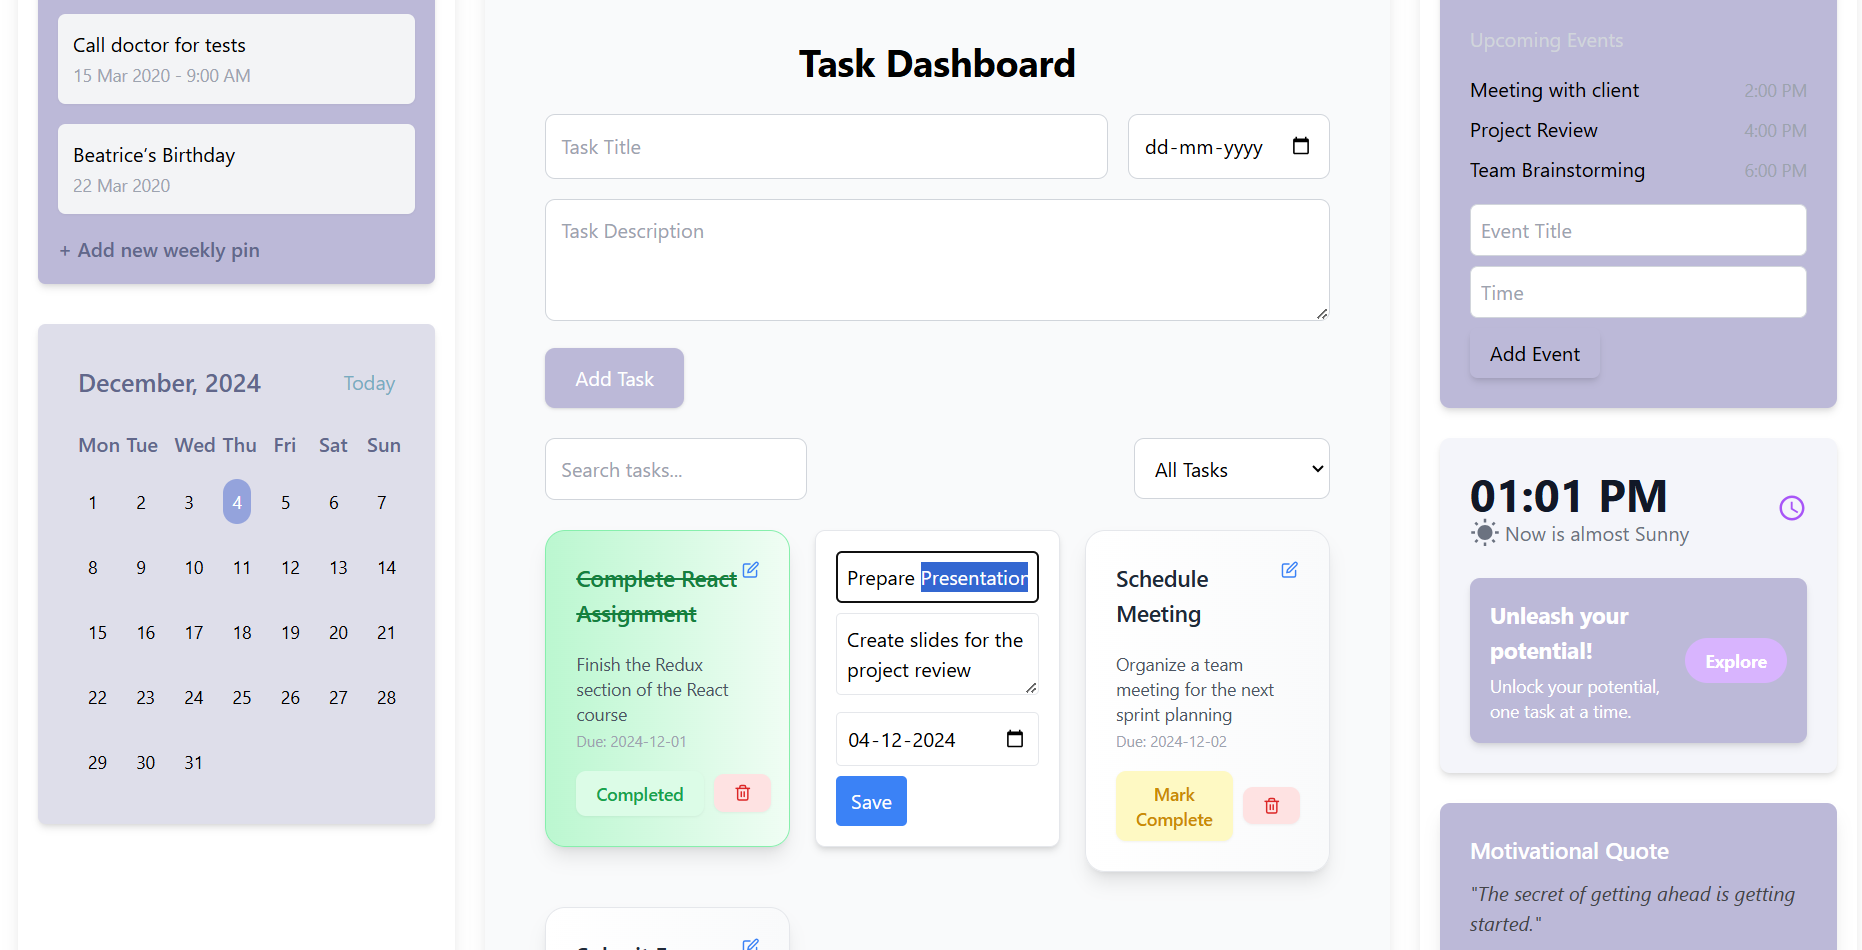 Call doctor for tests
15 Mar 2020 - 9:00 AM
Beatrice’s Birthday
22 Mar 2020
+ Add new weekly pin
December, 2024 Today
Mon Tue Wed Thu Fri Sat Sun
1 2 3 4 5 6 7
8 9 10 11 12 13 14
15 16 17 18 19 20 21
22 23 24 25 26 27 28
29 30 31
Task Dashboard
Task Title
dd-mm-yyyy
Task Description
Add Task
Search tasks...
All Tasks
Complete React
Assignment
Finish the Redux
section of the React
course
Due: 2024-12-01
Completed
Prepare Presentation
Create slides for the
project review
04-12-2024
Save
Schedule
Meeting
Organize a team
meeting for the next
sprint planning
Due: 2024-12-02
Mark
Complete
Upcoming Events
Meeting with client 2:00 PM
Project Review 4:00 PM
Team Brainstorming 6:00 PM
Event Title
Time
Add Event
01:01 PM
Now is almost Sunny
Unleash your
potential!
Unlock your potential,
one task at a time.
Explore
Motivational Quote
"The secret of getting ahead is getting
started."